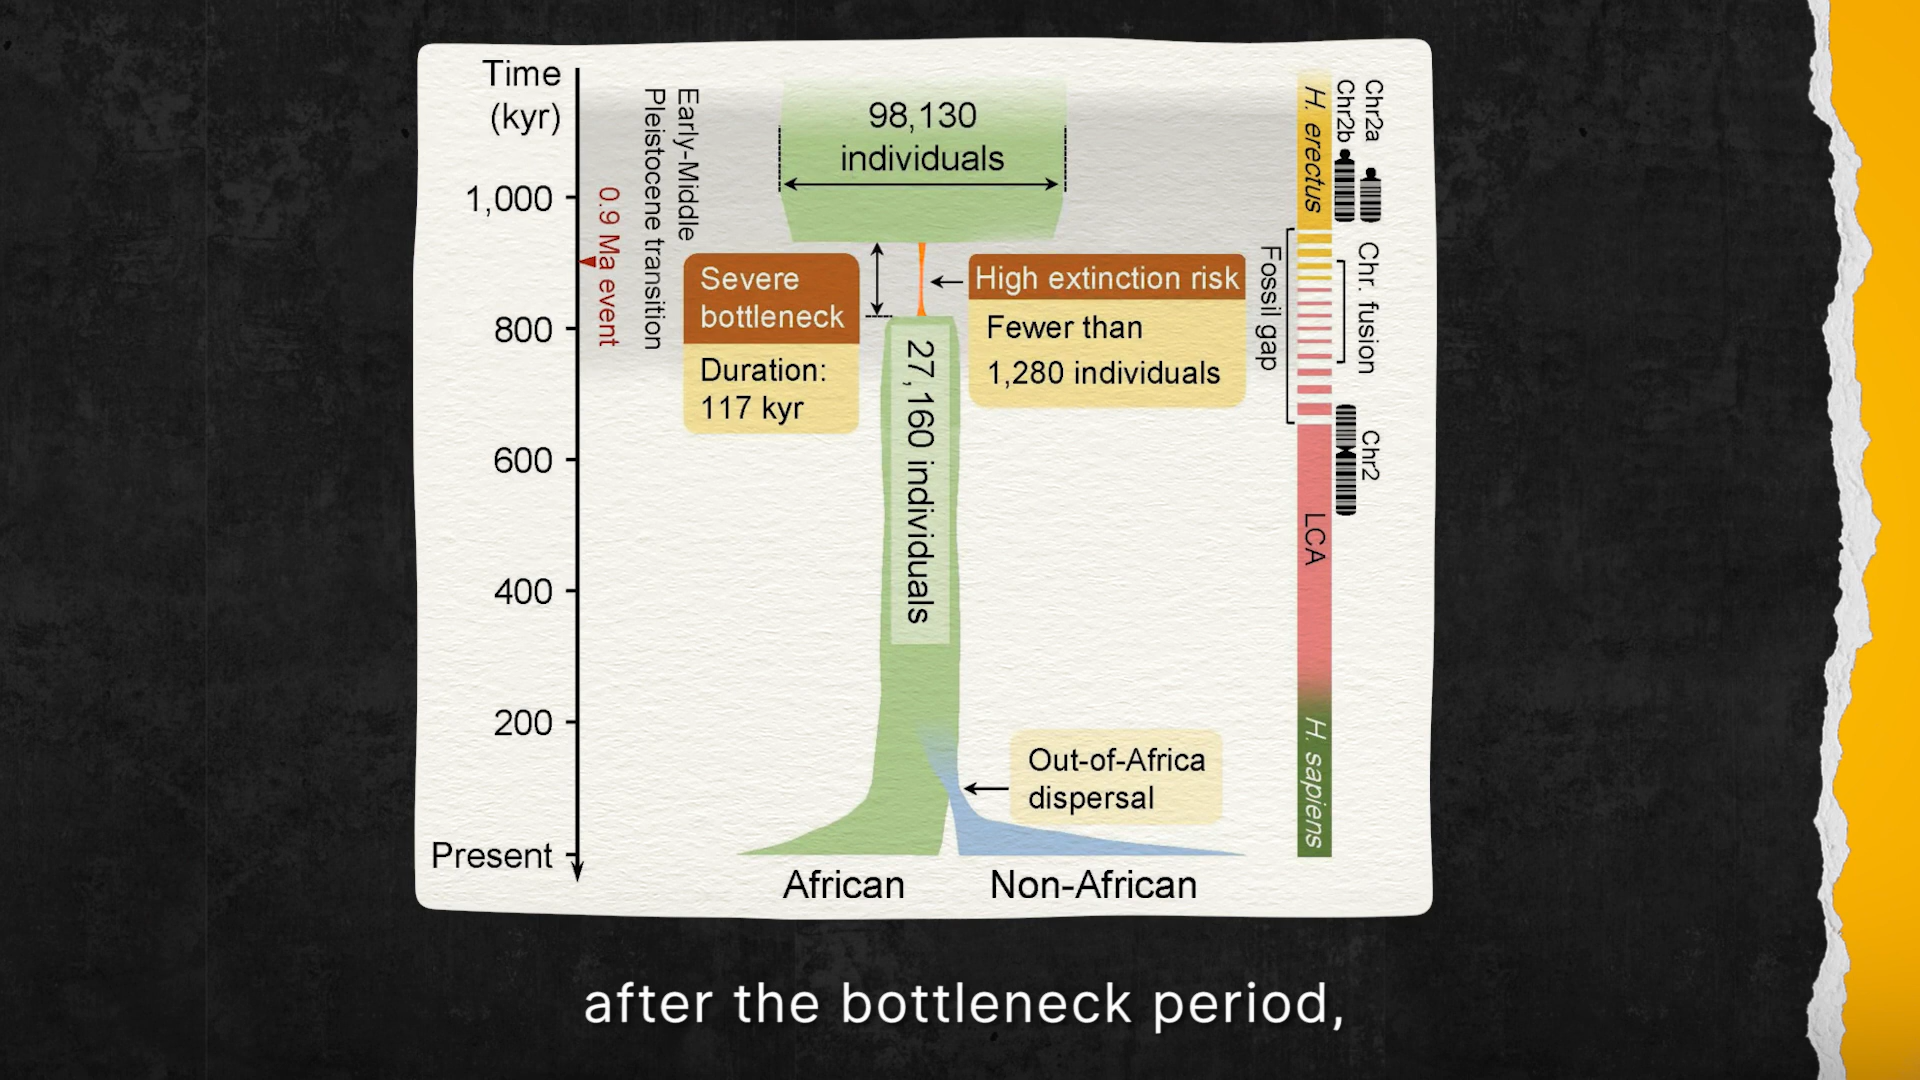 Time
(kyr)
1,000
800
600
400
200
Present
0.9 Ma event
Early-Middle
Pleistocene transition
98,130
individuals
Severe
bottleneck
Duration:
117 kyr
High extinction risk
Fewer than
1,280 individuals
27,160 individuals
Out-of-Africa
dispersal
African
Non-African
Fossil gap
H. erectus
LCA
H. sapiens
Chr2a
Chr2b
Chr. fusion
Chr2
after the bottleneck period,